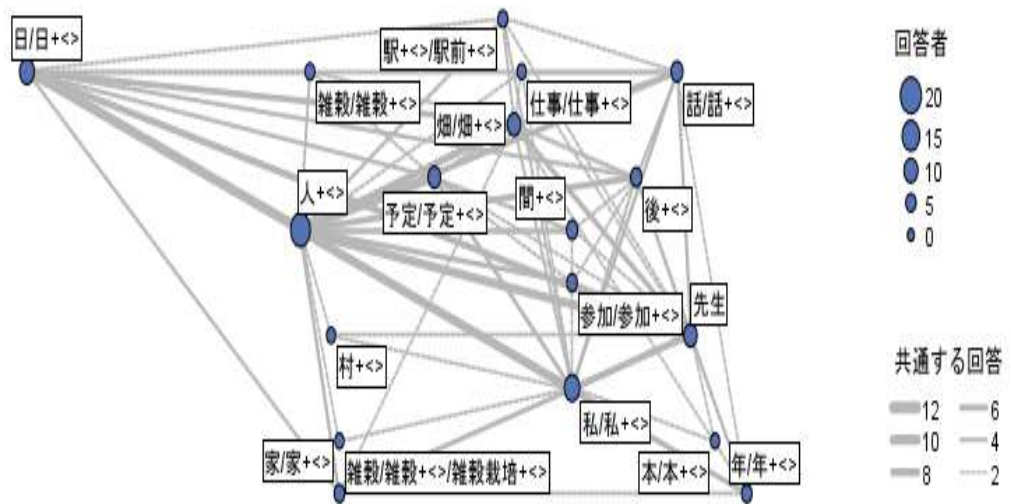 日/日+<>
駅+<>/駅前+<>
雑穀/雑穀+<>
仕事/仕事+<>
話/話+<>
畑/畑+<>
人+<>
予定/予定+<>
間+<>
後+<>
参加/参加+<>
先生
村+<>
私/私+<>
家/家+<>
雑穀/雑穀+<>/雑穀栽培+<>
本/本+<>
年/年+<>
回答者
20
15
10
5
0
共通する回答
12 6
10 4
8 2